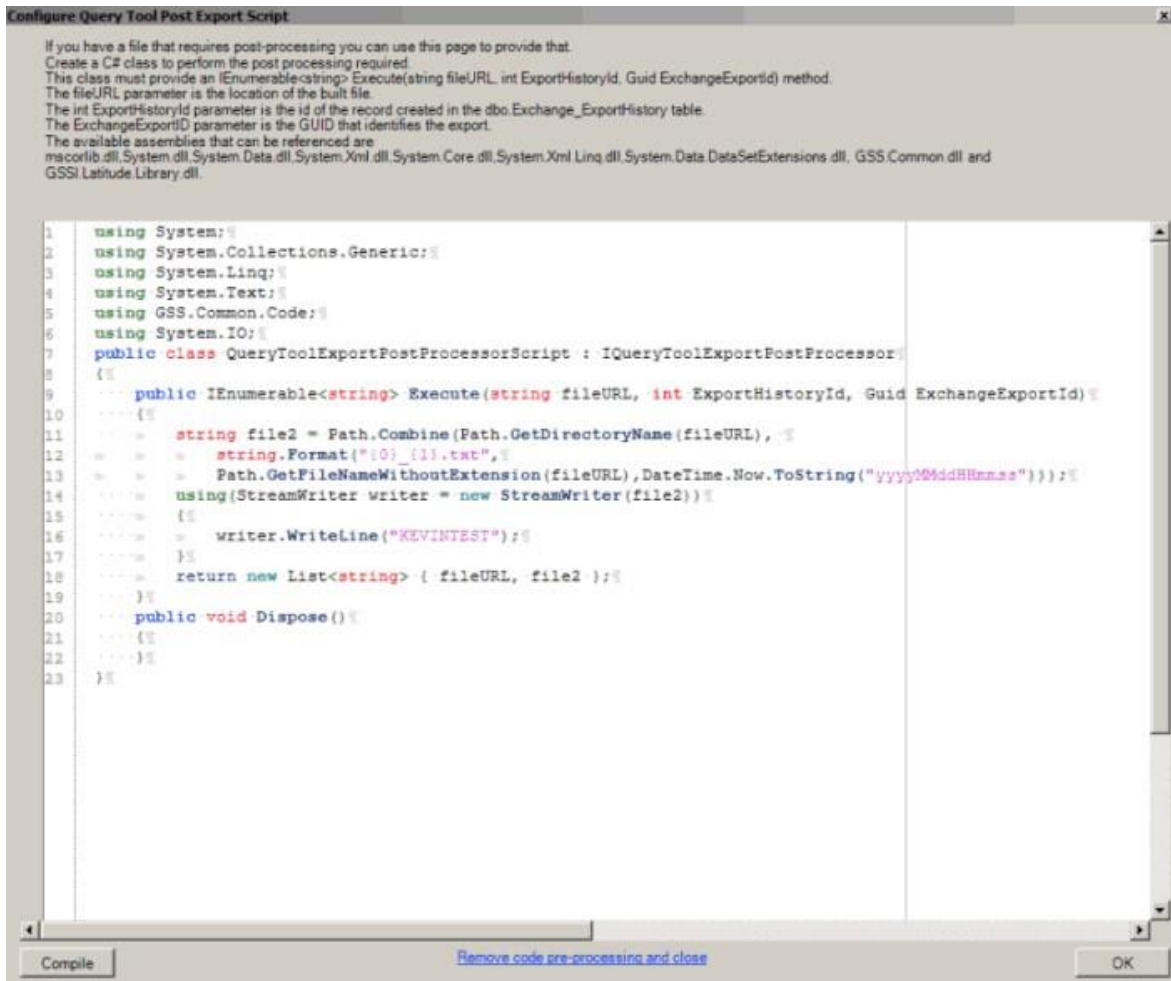 Configure Query Tool Post Export Script
If you have a file that requires post-processing you can use this page to provide that.
Create a C# class to perform the post processing required.
This class must provide an IEnumerable<string> Execute(string fileURL, int ExportHistoryId, Guid ExchangeExportId) method.
The fileURL parameter is the location of the built file.
The int ExportHistoryId parameter is the id of the record created in the dbo.Exchange_ExportHistory table.
The ExchangeExportID parameter is the GUID that identifies the export.
The available assemblies that can be referenced are
mscorlib.dll,System.dll,System.Data.dll,System.Xml.dll,System.Core.dll,System.Xml.Linq.dll,System.Data.DataSetExtensions.dll, GSS.Common.dll and
GSSI.Latitude.Library.dll.
1 using System;
2 using System.Collections.Generic;
3 using System.Linq;
4 using System.Text;
5 using GSS.Common.Code;
6 using System.IO;
7 public class QueryToolExportPostProcessorScript : IQueryToolExportPostProcessor
8 {
9 public IEnumerable<string> Execute(string fileURL, int ExportHistoryId, Guid ExchangeExportId)
10 {
11 string file2 = Path.Combine(Path.GetDirectoryName(fileURL),
12 string.Format("{0}_{1}.txt",
13 Path.GetFileNameWithoutExtension(fileURL),DateTime.Now.ToString("yyyyMMddHHmmss")));
14 using(StreamWriter writer = new StreamWriter(file2))
15 {
16 writer.WriteLine("KEVINTEST");
17 }
18 return new List<string> { fileURL, file2 };
19 }
20 public void Dispose()
21 {
22 }
23 }
Compile
Remove code pre-processing and close
OK